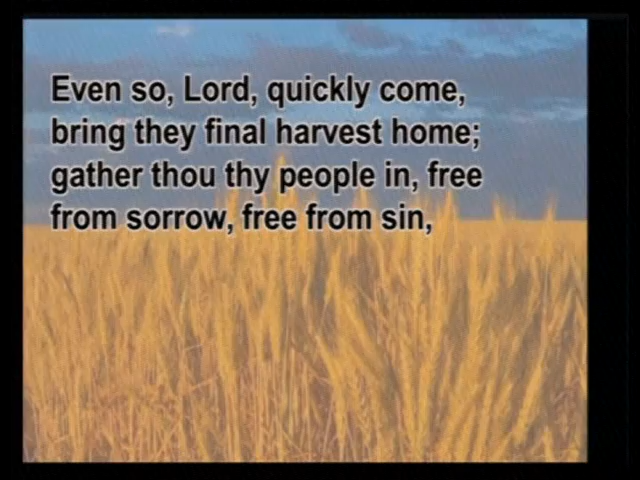 Even so, Lord, quickly come,
bring they final harvest home;
gather thou thy people in, free
from sorrow, free from sin,